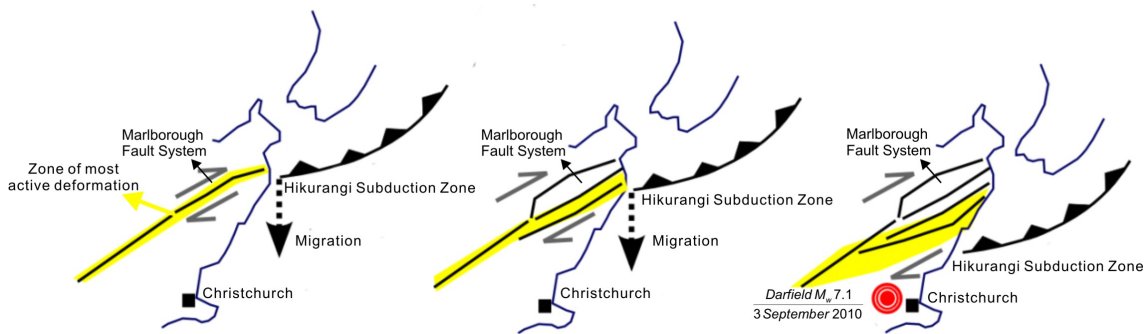 Marlborough
Fault System
Zone of most
active deformation
Hikurangi Subduction Zone
Migration
Christchurch
Marlborough
Fault System
Hikurangi Subduction Zone
Migration
Christchurch
Marlborough
Fault System
Hikurangi Subduction Zone
Darfield Mw 7.1
3 September 2010
Christchurch